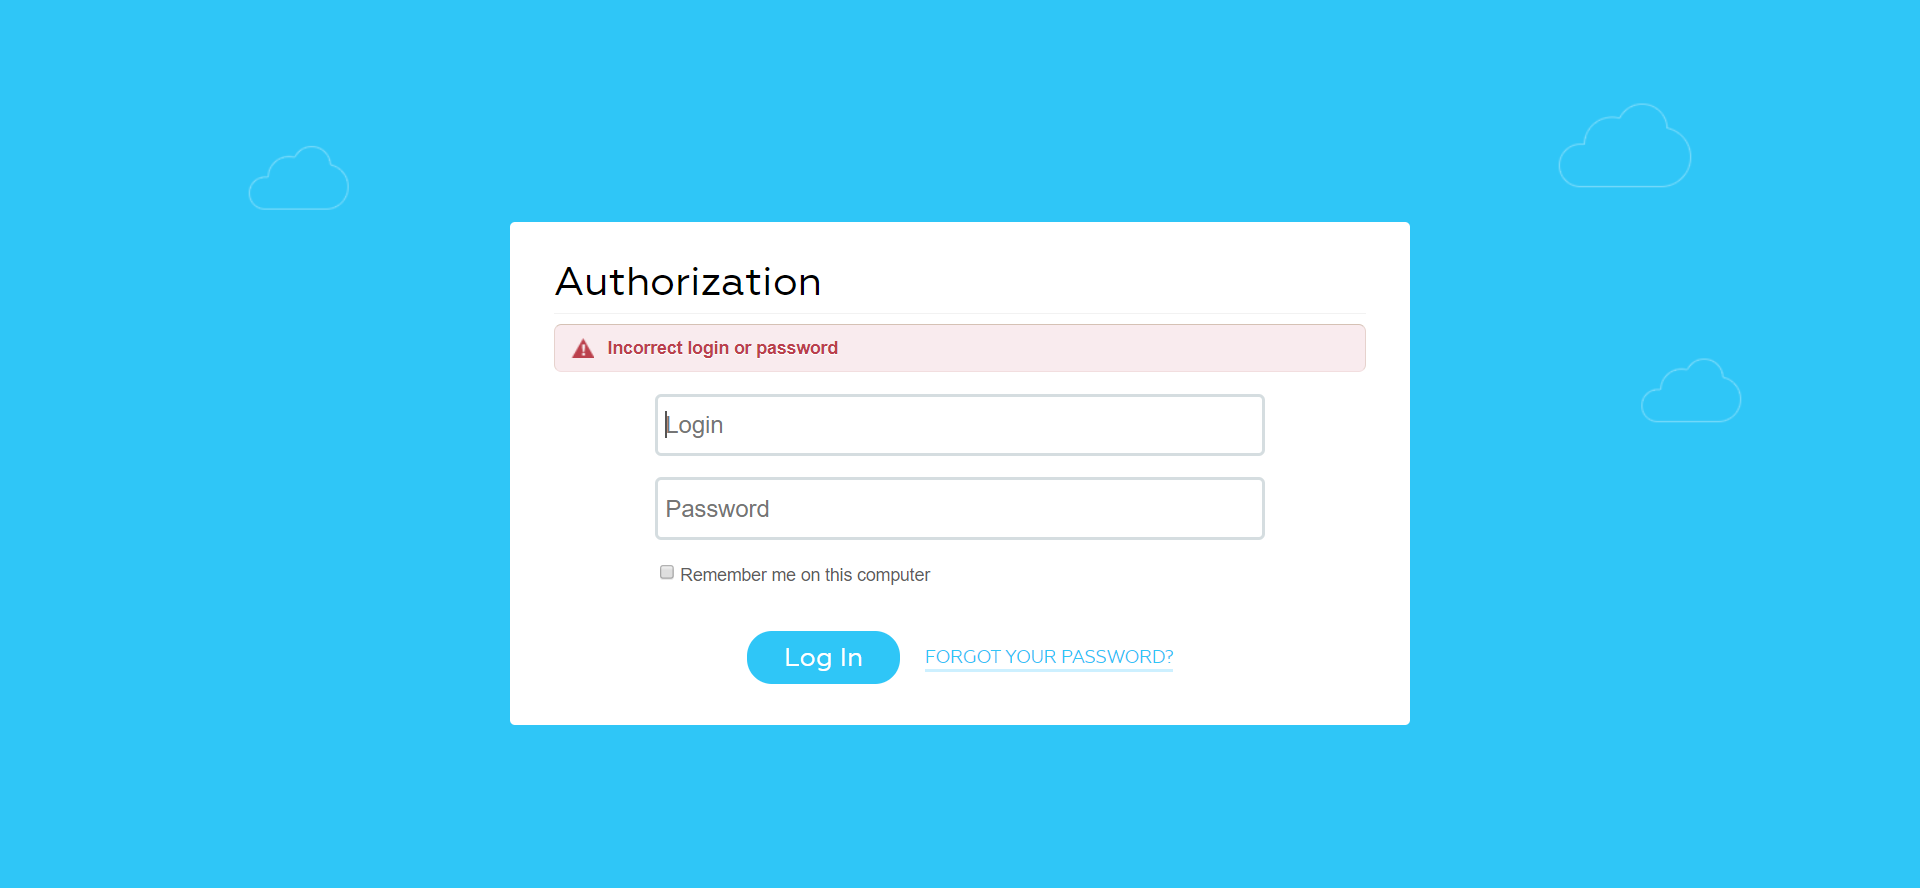 Authorization
Incorrect login or password
Login
Password
Remember me on this computer
Log In
FORGOT YOUR PASSWORD?